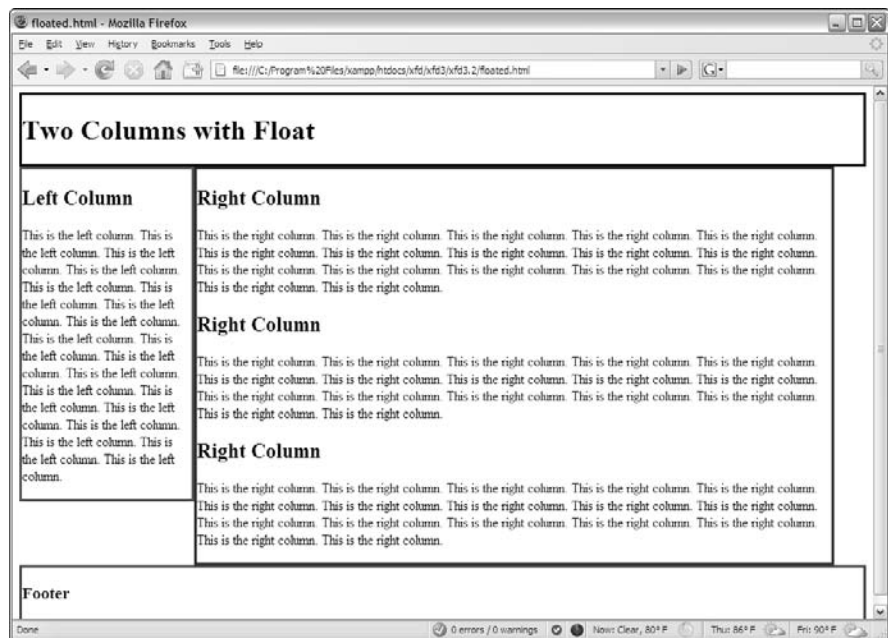 floated.html - Mozilla Firefox
File Edit View History Bookmarks Tools Help
file:///C:/Program%20Files/xampp/htdocs/xfd/xfd3/xfd3.2/floated.html
G
Two Columns with Float
Left Column
This is the left column. This is
the left column. This is the left
column. This is the left column.
This is the left column. This is
the left column. This is the left
column. This is the left column.
This is the left column. This is
the left column. This is the left
column. This is the left column.
This is the left column. This is
the left column. This is the left
column. This is the left column.
This is the left column. This is
the left column. This is the left
column.
Right Column
This is the right column. This is the right column. This is the right column. This is the right column. This is the right column.
This is the right column. This is the right column. This is the right column. This is the right column. This is the right column.
This is the right column. This is the right column. This is the right column. This is the right column. This is the right column.
This is the right column. This is the right column.
Right Column
This is the right column. This is the right column. This is the right column. This is the right column. This is the right column.
This is the right column. This is the right column. This is the right column. This is the right column. This is the right column.
This is the right column. This is the right column. This is the right column. This is the right column. This is the right column.
This is the right column. This is the right column.
Right Column
This is the right column. This is the right column. This is the right column. This is the right column. This is the right column.
This is the right column. This is the right column. This is the right column. This is the right column. This is the right column.
This is the right column. This is the right column. This is the right column. This is the right column. This is the right column.
This is the right column. This is the right column.
Footer
Done 0 errors / 0 warnings Now: Clear, 80° F Thu: 86° F Fri: 90° F